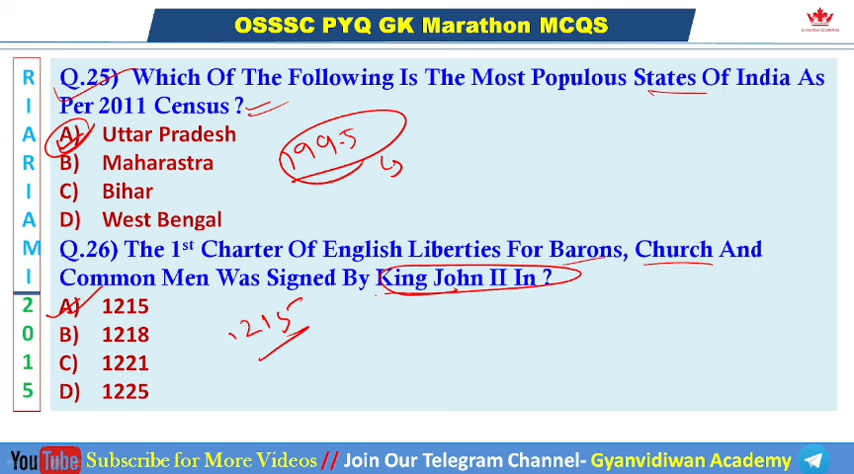 OSSSC PYQ GK Marathon MCQS
GYANVIDIWAN
R
I
A
R
I
A
M
I
2
0
1
5
Q.25) Which Of The Following Is The Most Populous States Of India As
Per 2011 Census ?
A) Uttar Pradesh
B) Maharastra
C) Bihar
D) West Bengal
199.5
Q.26) The 1st Charter Of English Liberties For Barons, Church And
Common Men Was Signed By King John II In ?
A) 1215
B) 1218
C) 1221
D) 1225
1215
YouTube Subscribe for More Videos // Join Our Telegram Channel- Gyanvidiwan Academy